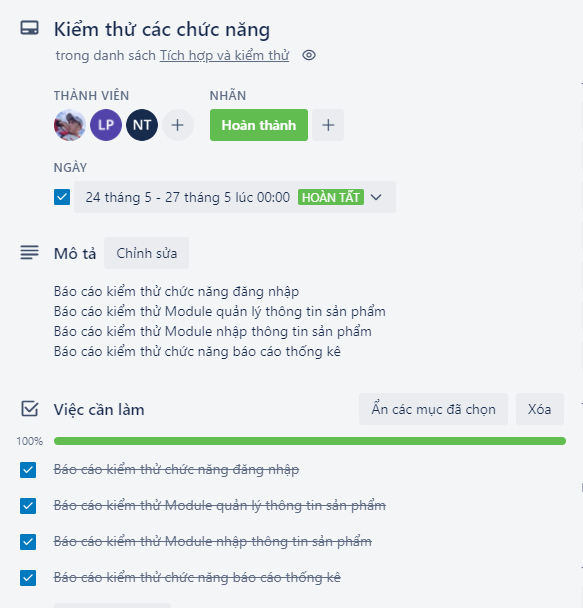 Kiểm thử các chức năng
trong danh sách Tích hợp và kiểm thử
THÀNH VIÊN
NHÃN
LP
NT
+
Hoàn thành
+
NGÀY
24 tháng 5 - 27 tháng 5 lúc 00:00 HOÀN TẤT
Mô tả
Chỉnh sửa
Báo cáo kiểm thử chức năng đăng nhập
Báo cáo kiểm thử Module quản lý thông tin sản phẩm
Báo cáo kiểm thử Module nhập thông tin sản phẩm
Báo cáo kiểm thử chức năng báo cáo thống kê
Việc cần làm
Ẩn các mục đã chọn
Xóa
100%
Báo cáo kiểm thử chức năng đăng nhập
Báo cáo kiểm thử Module quản lý thông tin sản phẩm
Báo cáo kiểm thử Module nhập thông tin sản phẩm
Báo cáo kiểm thử chức năng báo cáo thống kê